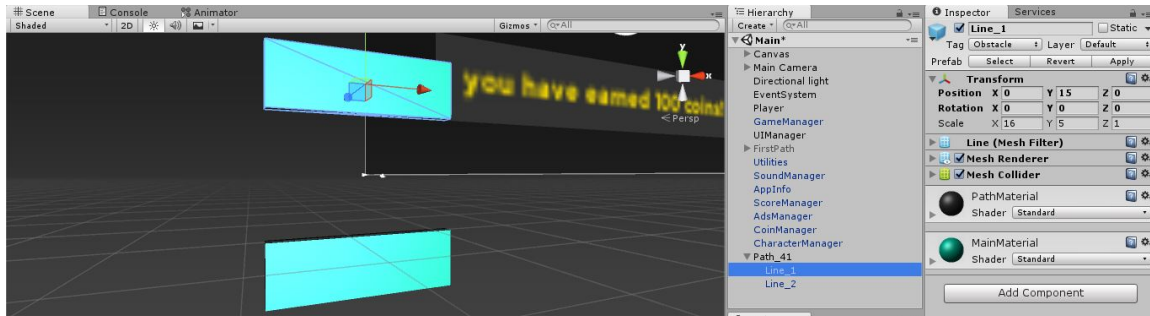 Scene Console Animator
Shaded 2D Gizmos All
you have earned 100 coins!
y
x
Persp
Hierarchy
Create All
Main*
Canvas
Main Camera
Directional light
EventSystem
Player
GameManager
UIManager
FirstPath
Utilities
SoundManager
AppInfo
ScoreManager
AdsManager
CoinManager
CharacterManager
Path_41
Line_1
Line_2
Inspector Services
Line_1 Static
Tag Obstacle Layer Default
Prefab Select Revert Apply
Transform
Position X 0 Y 15 Z 0
Rotation X 0 Y 0 Z 0
Scale X 16 Y 5 Z 1
Line (Mesh Filter)
Mesh Renderer
Mesh Collider
PathMaterial
Shader Standard
MainMaterial
Shader Standard
Add Component